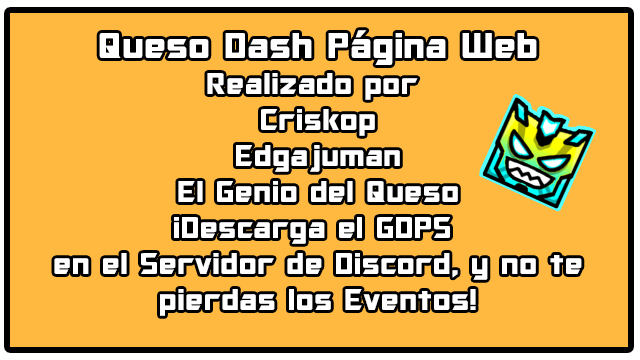 Queso Dash Página Web
Realizado por
Criskop
Edgajuman
El Genio del Queso
¡Descarga el GDPS
en el Servidor de Discord, y no te
pierdas los Eventos!